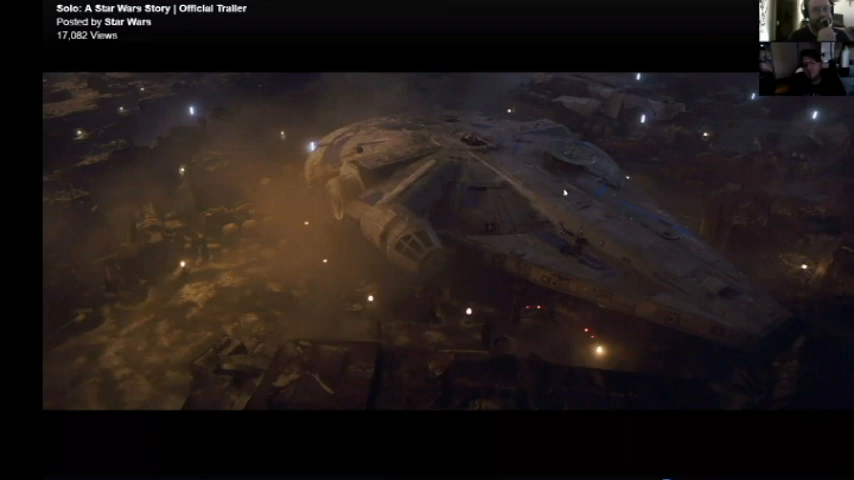 Solo: A Star Wars Story | Official Trailer
Posted by Star Wars
17,082 Views